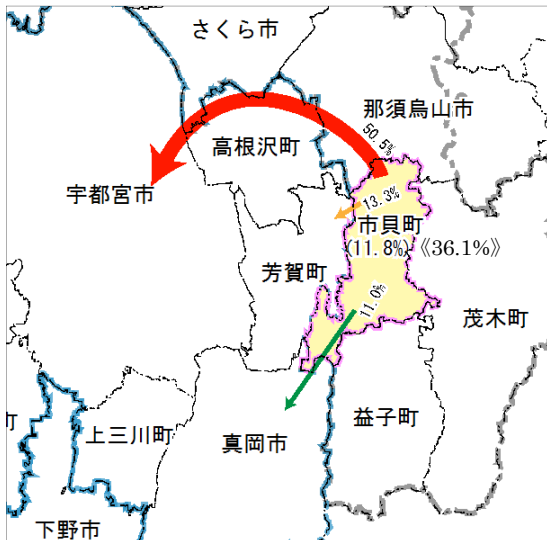 さくら市
那須烏山市
50.5%
高根沢町
宇都宮市
13.3%
市貝町
(11.8%)《36.1%》
芳賀町
11.0%
茂木町
町
上三川町
真岡市
益子町
下野市